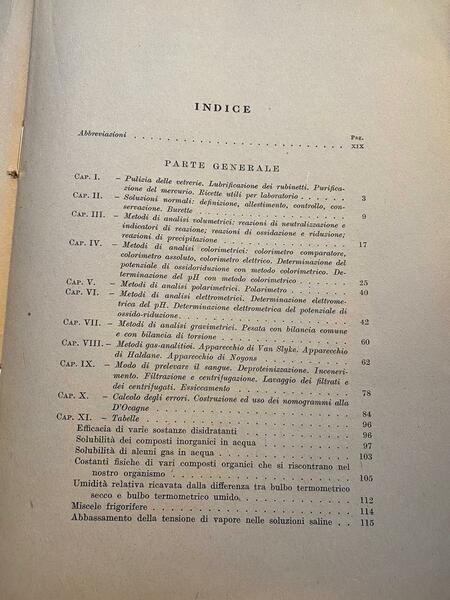 INDICE
Pag.
Abbreviazioni . . . . . . . . . . . . . . . . XIX
PARTE GENERALE
CAP. I. – Pulizia delle vetrerie. Lubrificazione dei rubinetti. Purifica-
zione del mercurio. Ricette utili per laboratorio . . . . . . 3
CAP. II. – Soluzioni normali: definizione, allestimento, controllo, con-
servazione. Burette . . . . . . . . . . . . 9
CAP. III. – Metodi di analisi volumetrici: reazioni di neutralizzazione e
indicatori di reazione; reazioni di ossidazione e riduzione;
reazioni di precipitazione . . . . . . . . . . 17
CAP. IV. – Metodi di analisi colorimetrici: colorimetro comparatore,
colorimetro assoluto, colorimetro elettrico. Determinazione del
potenziale di ossidoriduzione con metodo colorimetrico. De-
terminazione del pH con metodo colorimetrico . . . . . 25
CAP. V. – Metodi di analisi polarimetrici. Polarimetro . . . . . 40
CAP. VI. – Metodi di analisi elettrometrici. Determinazione elettrome-
trica del pH. Determinazione elettrometrica del potenziale di
ossido-riduzione . . . . . . . . . . . . 42
CAP. VII. – Metodi di analisi gravimetrici. Pesata con bilancia comune
e con bilancia di torsione . . . . . . . . . . 60
CAP. VIII. – Metodi gas-analitici. Apparecchio di Van Slyke. Apparecchio
di Haldane. Apparecchio di Noyons . . . . . . . . 62
CAP. IX. – Modo di prelevare il sangue. Deproteinizzazione. Inceneri-
mento. Filtrazione e centrifugazione. Lavaggio dei filtrati e
dei centrifugati. Essiccamento . . . . . . . . . 78
CAP. X. – Calcolo degli errori. Costruzione ed uso dei nomogrammi alla
D'Ocagne . . . . . . . . . . . . . . 84
CAP. XI. – Tabelle . . . . . . . . . . . . . . 96
Efficacia di varie sostanze disidratanti . . . . . . . . 96
Solubilità dei composti inorganici in acqua . . . . . . . 97
Solubilità di alcuni gas in acqua . . . . . . . . . 103
Costanti fisiche di vari composti organici che si riscontrano nel
nostro organismo . . . . . . . . . . . . 105
Umidità relativa ricavata dalla differenza tra bulbo termometrico
secco e bulbo termometrico umido . . . . . . . . . 112
Miscele frigorifere . . . . . . . . . . . . 114
Abbassamento della tensione di vapore nelle soluzioni saline . . 115